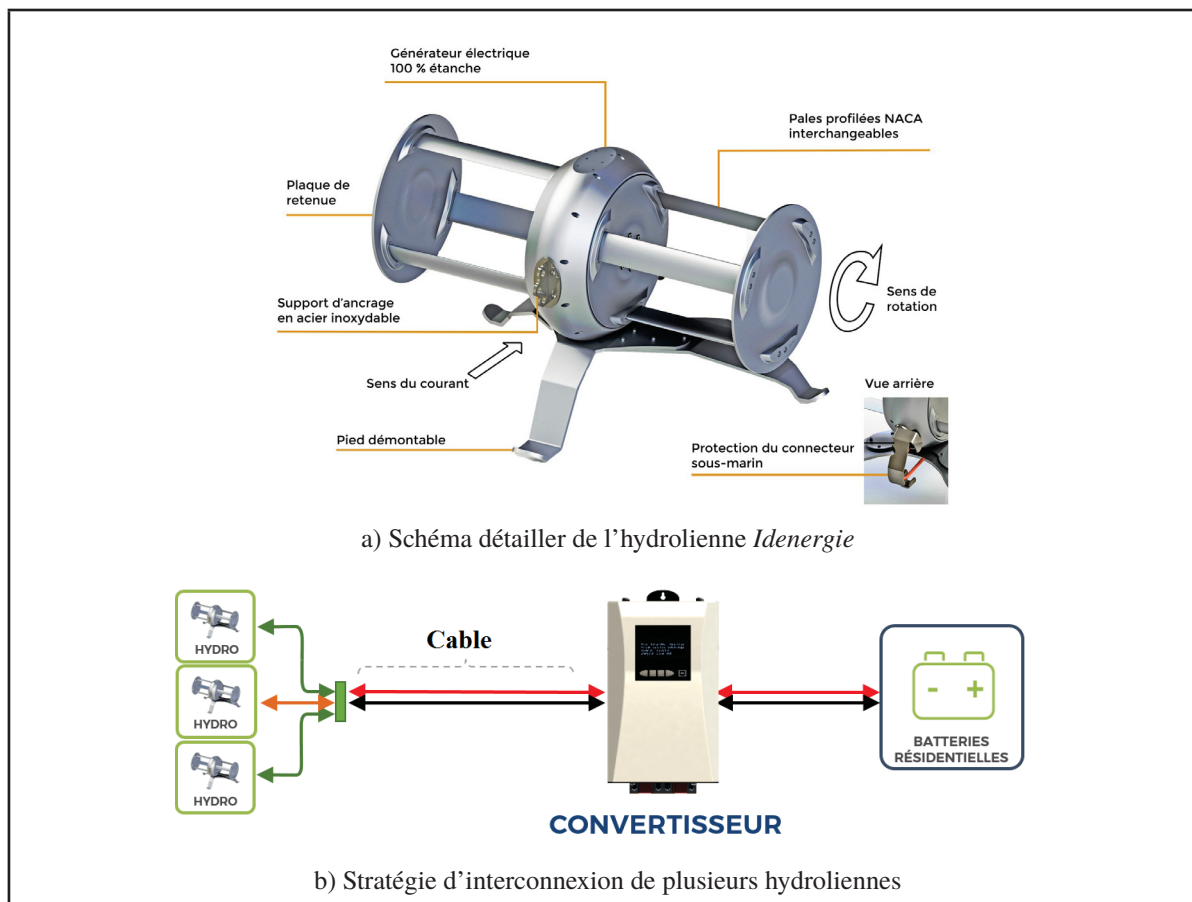 Générateur électrique
100 % étanche
Pales profilées NACA
interchangeables
Plaque de
retenue
Support d'ancrage
en acier inoxydable
Sens de
rotation
Sens du courant
Vue arrière
Pied démontable
Protection du connecteur
sous-marin
a) Schéma détailler de l'hydrolienne Idenergie
HYDRO
HYDRO
HYDRO
Cable
CONVERTISSEUR
BATTERIES
RÉSIDENTIELLES
b) Stratégie d'interconnexion de plusieurs hydroliennes